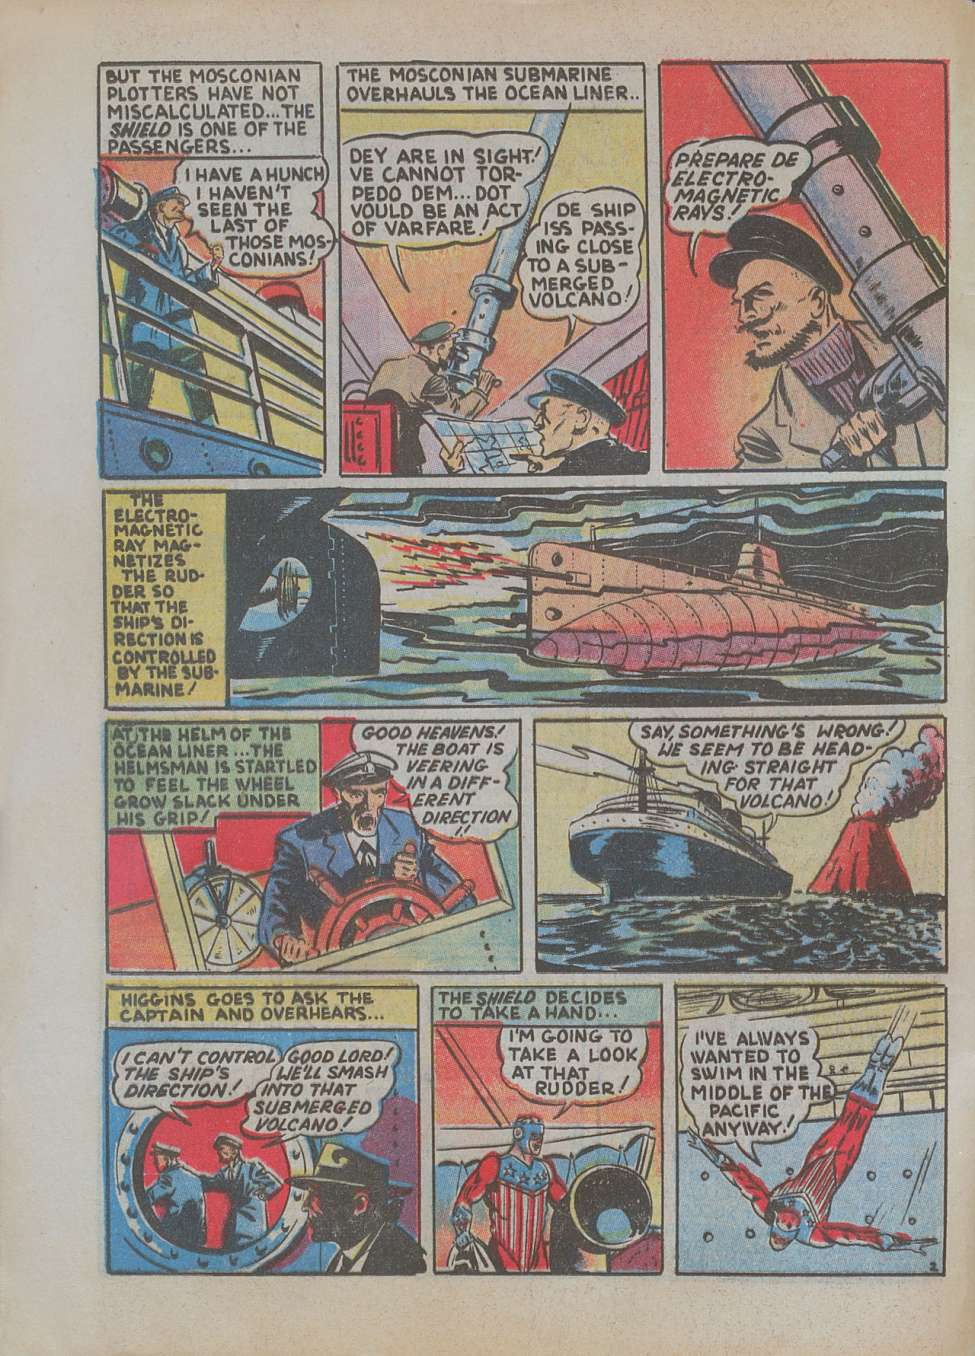 BUT THE MOSCONIAN
PLOTTERS HAVE NOT
MISCALCULATED...THE
SHIELD IS ONE OF THE
PASSENGERS...
I HAVE A HUNCH
I HAVEN'T
SEEN THE
LAST OF
THOSE MOS-
CONIANS!
THE MOSCONIAN SUBMARINE
OVERHAULS THE OCEAN LINER..
DEY ARE IN SIGHT!
VE CANNOT TOR-
PEDO DEM...DOT
VOULD BE AN ACT
OF VARFARE!
DE SHIP
ISS PASS-
ING CLOSE
TO A SUB-
MERGED
VOLCANO!
PREPARE DE
ELECTRO-
MAGNETIC
RAYS!
THE
ELECTRO-
MAGNETIC
RAY MAG-
NETIZES
THE RUD-
DER SO
THAT THE
SHIP'S DI-
RECTION IS
CONTROLLED
BY THE SUB-
MARINE!
AT THE HELM OF THE
OCEAN LINER...THE
HELMSMAN IS STARTLED
TO FEEL THE WHEEL
GROW SLACK UNDER
HIS GRIP!
GOOD HEAVENS!
THE BOAT IS
VEERING
IN A DIFF-
ERENT
DIRECTION
!!
SAY, SOMETHING'S WRONG!
WE SEEM TO BE HEAD-
ING STRAIGHT
FOR THAT
VOLCANO!
HIGGINS GOES TO ASK THE
CAPTAIN AND OVERHEARS...
I CAN'T CONTROL
THE SHIP'S
DIRECTION!
GOOD LORD!
WE'LL SMASH
INTO THAT
SUBMERGED
VOLCANO!
THE SHIELD DECIDES
TO TAKE A HAND...
I'M GOING TO
TAKE A LOOK
AT THAT
RUDDER!
I'VE ALWAYS
WANTED TO
SWIM IN THE
MIDDLE OF THE
PACIFIC
ANYWAY!
2